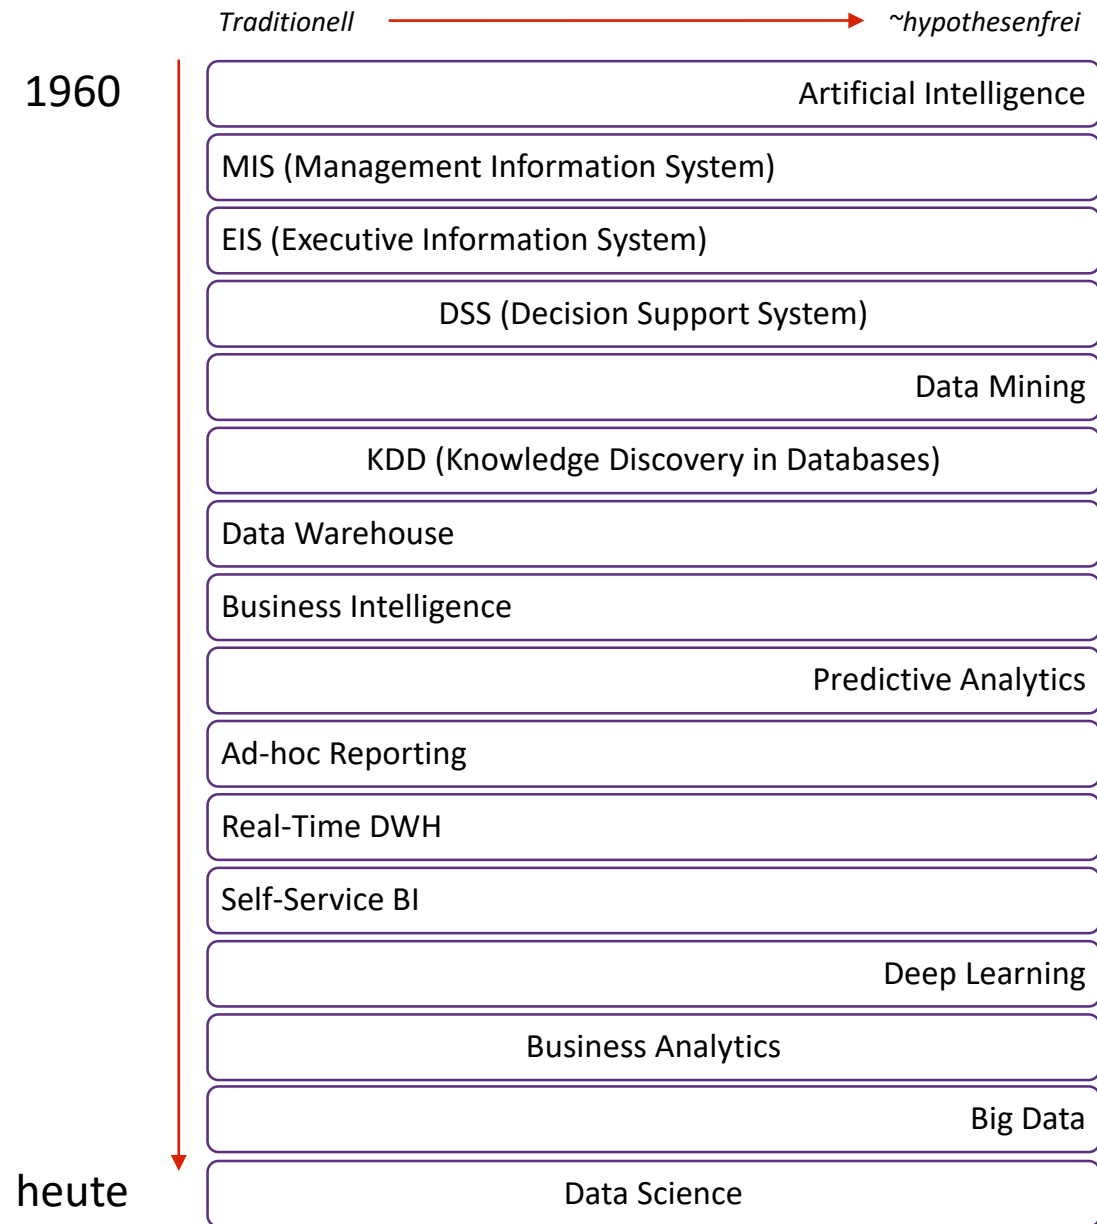 Traditionell
~hypothesenfrei
1960
Artificial Intelligence
MIS (Management Information System)
EIS (Executive Information System)
DSS (Decision Support System)
Data Mining
KDD (Knowledge Discovery in Databases)
Data Warehouse
Business Intelligence
Predictive Analytics
Ad-hoc Reporting
Real-Time DWH
Self-Service BI
Deep Learning
Business Analytics
Big Data
heute
Data Science